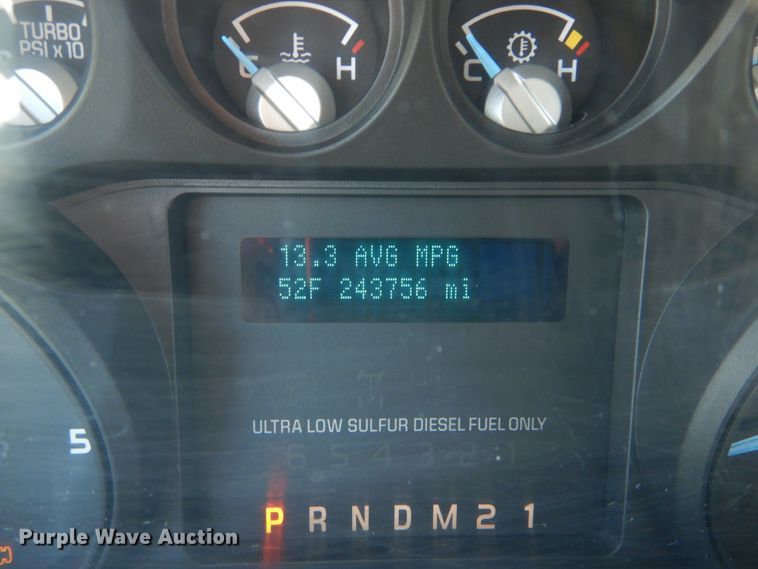 TURBO
PSI x 10
C H
C H
13.3 AVG MPG
52F 243756 mi
5
ULTRA LOW SULFUR DIESEL FUEL ONLY
6 5 4 3 2 1
P R N D M 2 1
Purple Wave Auction